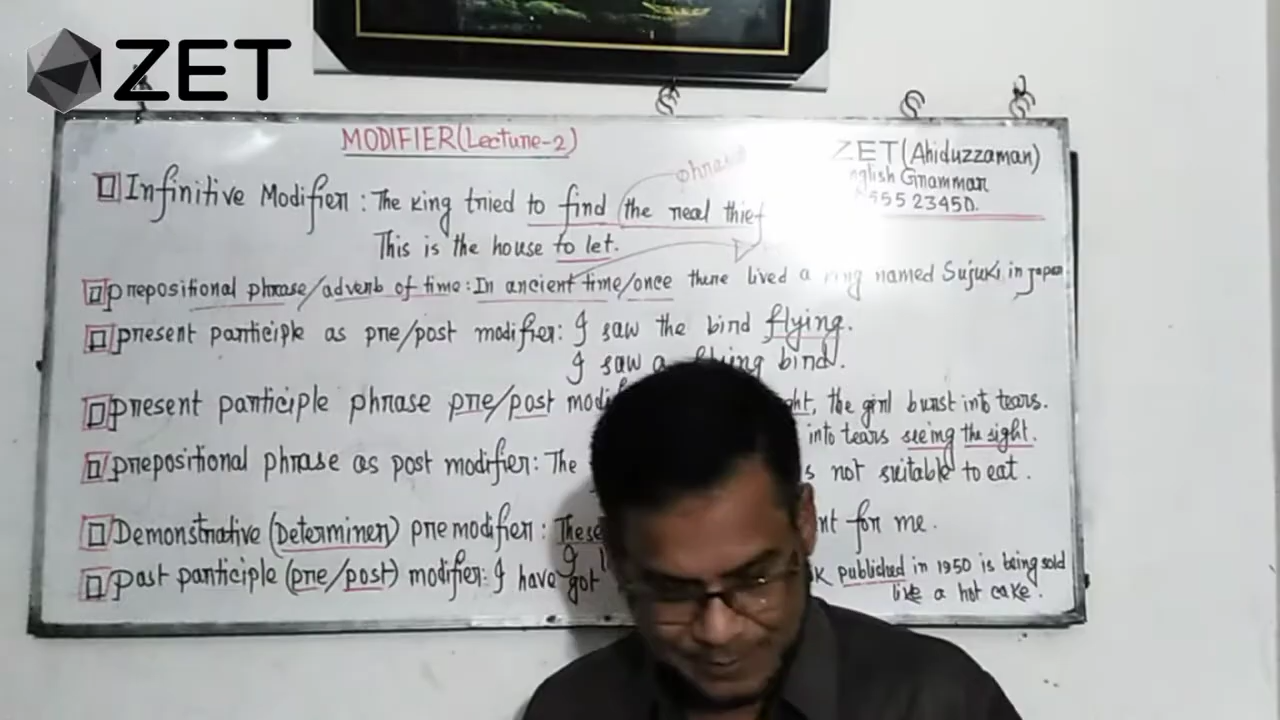 ZET
MODIFIER(Lecture-2)
ZET(Ahiduzzaman)
English Grammar
phrase
Infinitive Modifier: The king tried to find the real thief
This is the house to let.
prepositional phrase/adverb of time: In ancient time/once there lived a king named Sujuki in Japan
present participle as pre/post modifier: I saw the bird flying.
I saw a flying bird.
present participle phrase pre/post modi ght, the girl burst into tears.
into tears seeing the sight.
prepositional phrase as post modifier: The s not suitable to eat.
Demonstrative (Determiner) pre modifier: These nt for me.
I
past participle (pre/post) modifier: I have got k published in 1950 is being sold
like a hot cake.